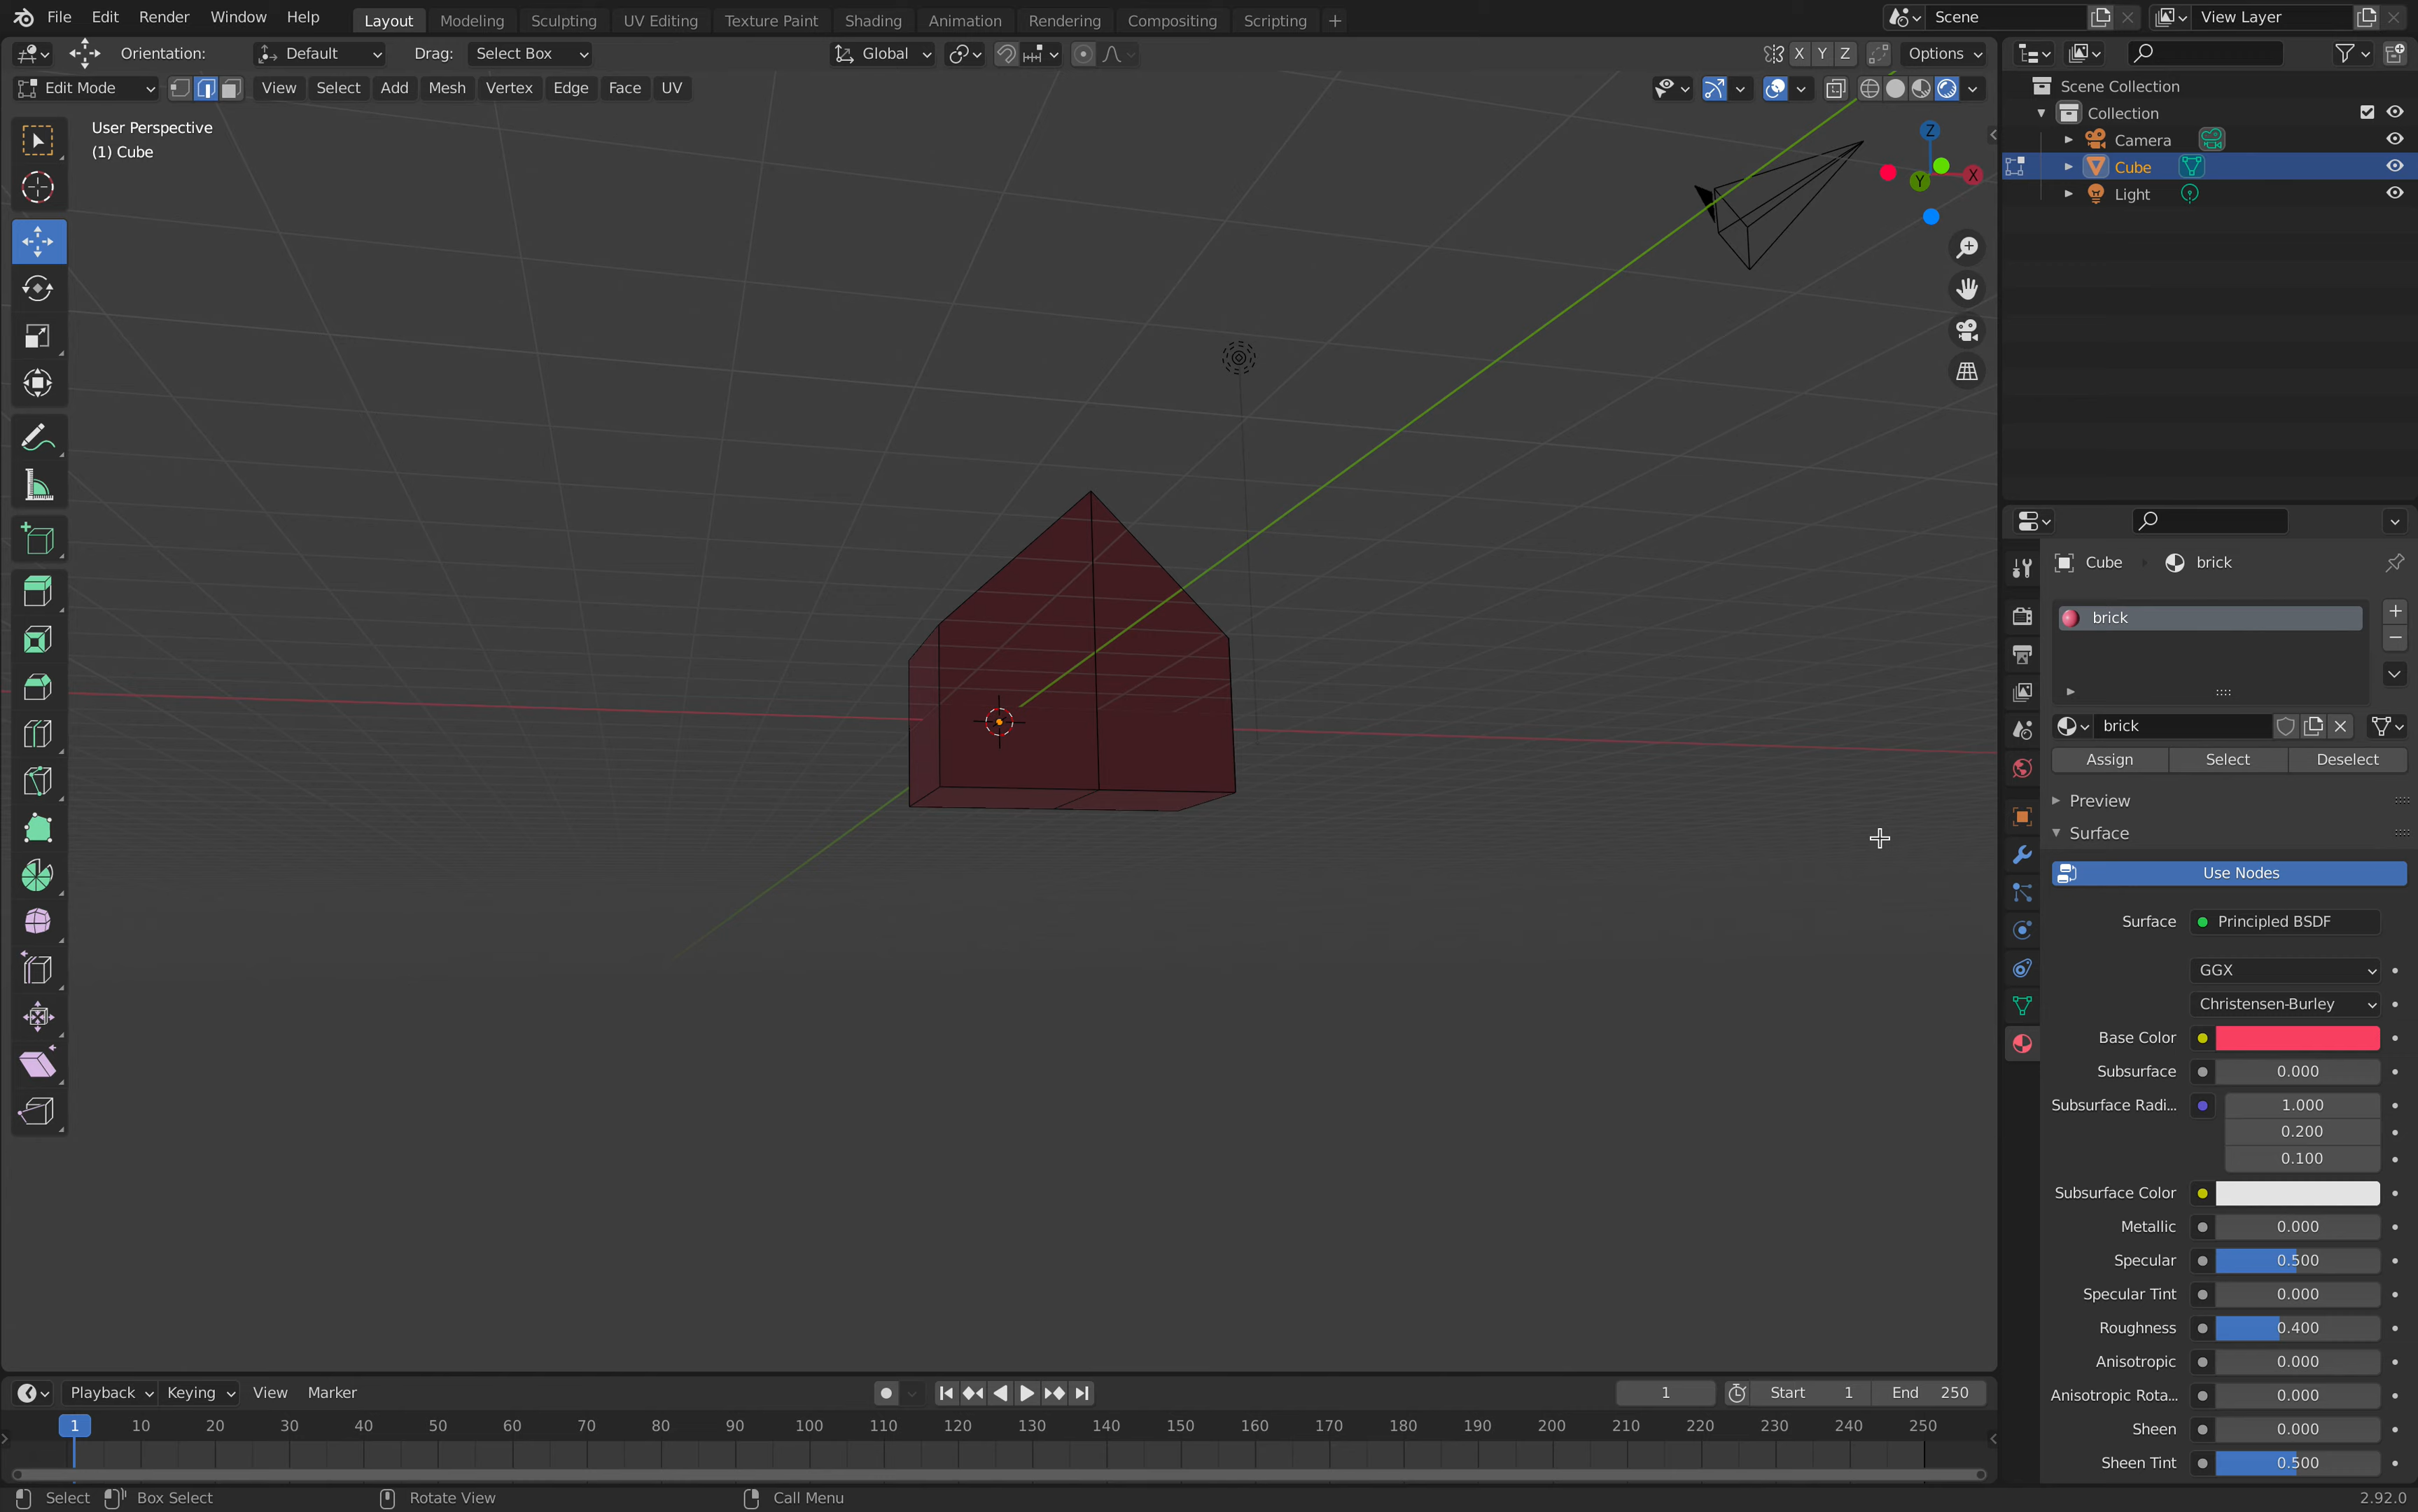 File Edit Render Window Help Layout Modeling Sculpting UV Editing Texture Paint Shading Animation Rendering Compositing Scripting + Scene View Layer
Orientation: Default Drag: Select Box Global X Y Z Options
Edit Mode View Select Add Mesh Vertex Edge Face UV
User Perspective
(1) Cube
Z
Y
X
Scene Collection
Collection
Camera
Cube
Light
Cube brick
brick
brick
Assign Select Deselect
Preview
Surface
Use Nodes
Surface Principled BSDF
GGX
Christensen-Burley
Base Color
Subsurface 0.000
Subsurface Radi... 1.000
0.200
0.100
Subsurface Color
Metallic 0.000
Specular 0.500
Specular Tint 0.000
Roughness 0.400
Anisotropic 0.000
Anisotropic Rota... 0.000
Sheen 0.000
Sheen Tint 0.500
Playback Keying View Marker 1 Start 1 End 250
1 10 20 30 40 50 60 70 80 90 100 110 120 130 140 150 160 170 180 190 200 210 220 230 240 250
Select Box Select Rotate View Call Menu 2.92.0